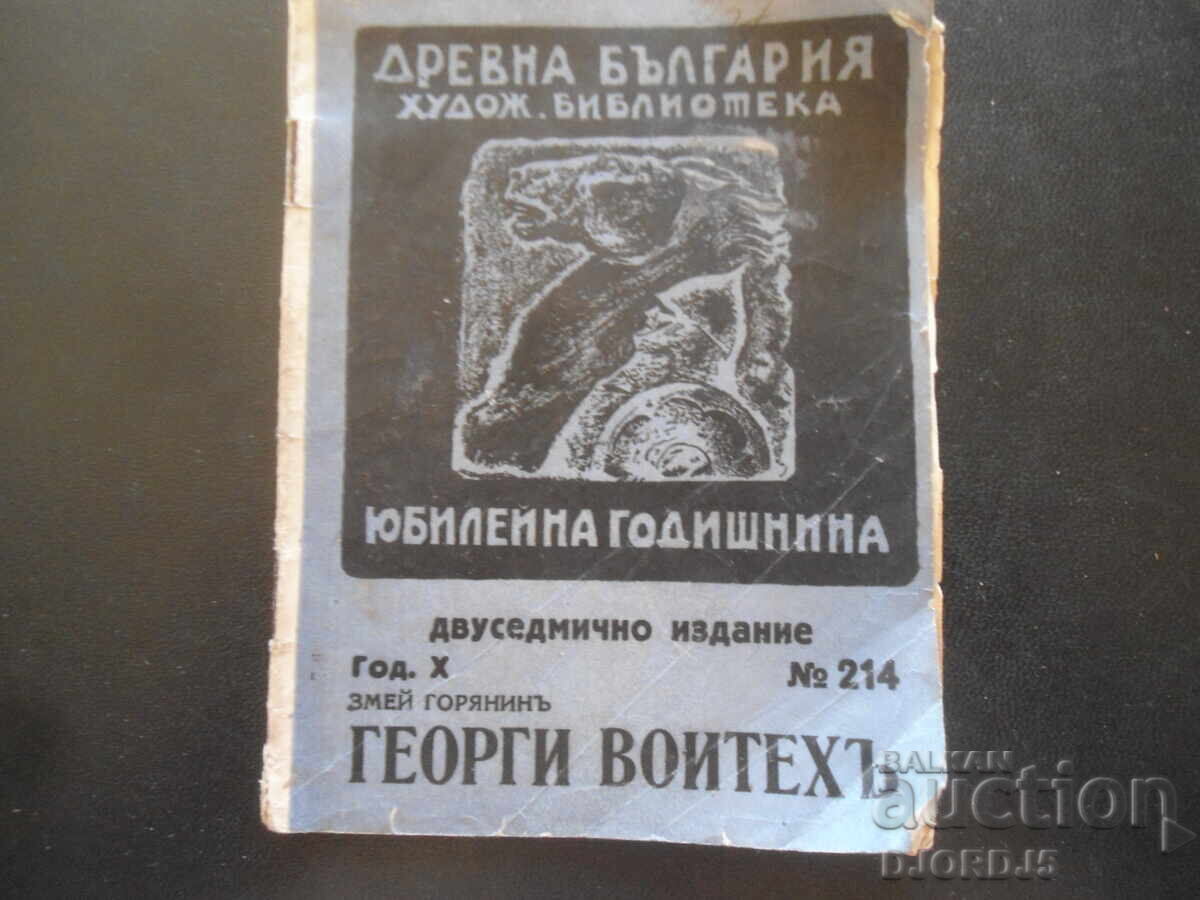 ДРЕВНА БЪЛГАРИЯ
ХУДОЖ. БИБЛИОТЕКА
ЮБИЛЕЙНА ГОДИШНИНА
двуседмично издание
Год. X № 214
ЗМЕЙ ГОРЯНИНЪ
ГЕОРГИ ВОИТЕХЪ
BALKAN
auction
DJORDJ5